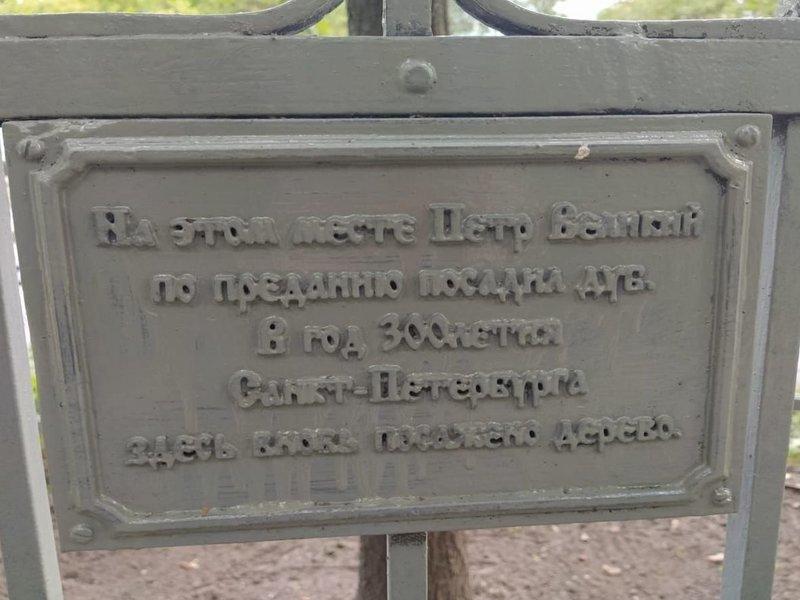 На этом месте Петр Великий
по преданию посадил дуб.
В год 300летия
Санкт-Петербурга
здесь вновь посажено дерево.